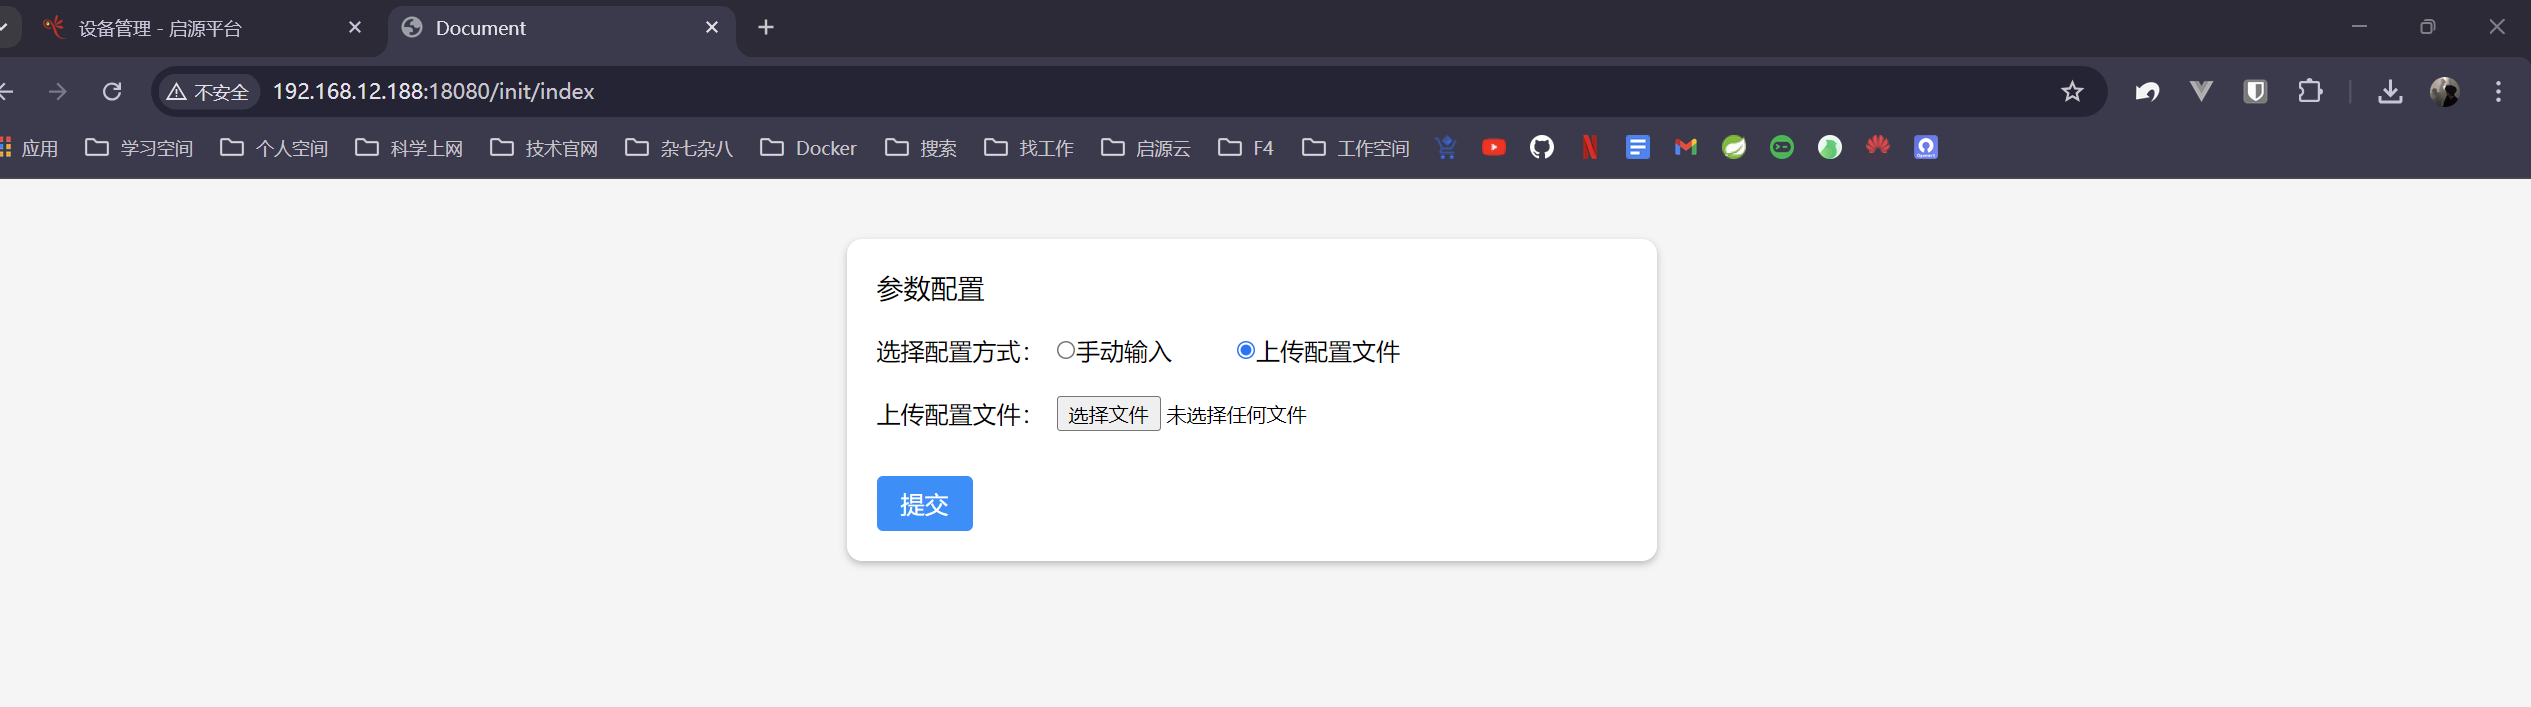 设备管理 - 启源平台
Document
不安全
192.168.12.188:18080/init/index
应用
学习空间
个人空间
科学上网
技术官网
杂七杂八
Docker
搜索
找工作
启源云
F4
工作空间
参数配置
选择配置方式： 手动输入 上传配置文件
上传配置文件： 选择文件 未选择任何文件
提交